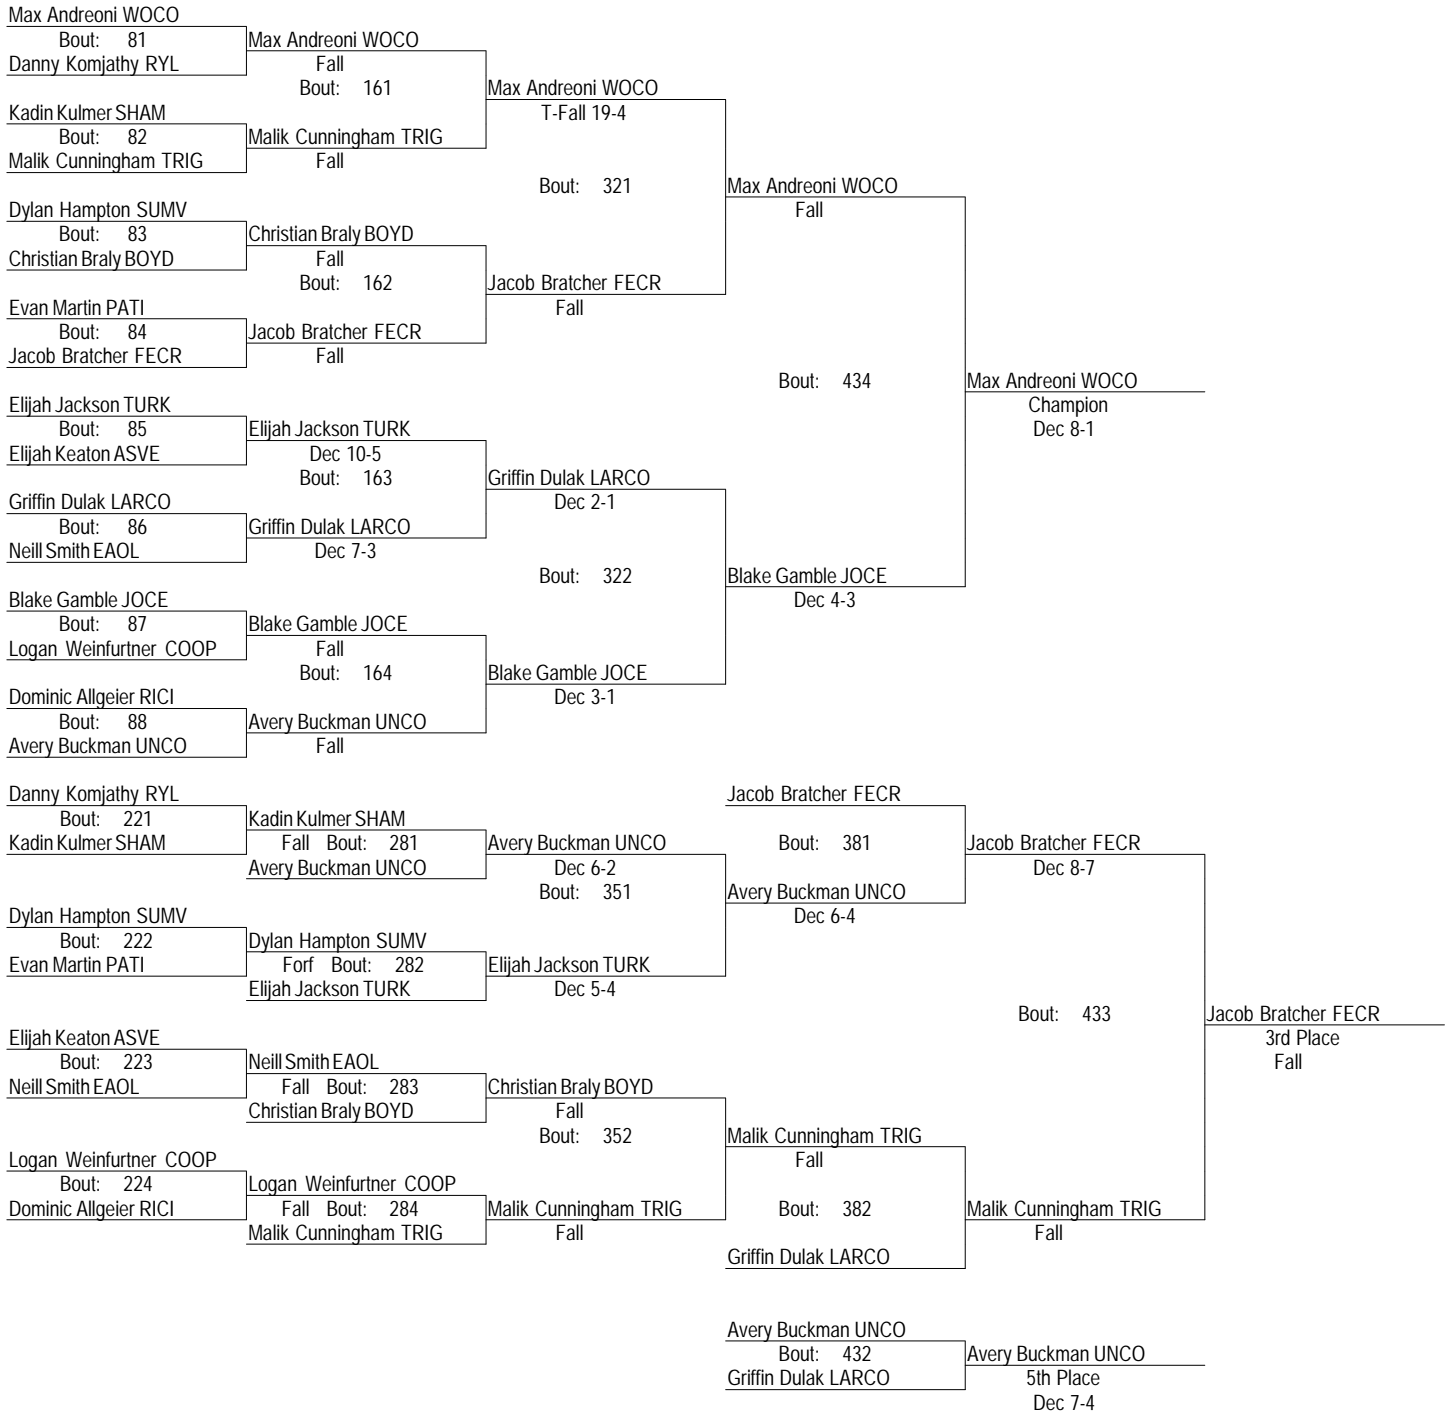 Max Andreoni WOCO
Bout: 81
Danny Komjathy RYL
Max Andreoni WOCO
Fall
Bout: 161
Kadin Kulmer SHAM
Bout: 82
Malik Cunningham TRIG
Malik Cunningham TRIG
Fall
Max Andreoni WOCO
T-Fall 19-4
Bout: 321
Dylan Hampton SUMV
Bout: 83
Christian Braly BOYD
Christian Braly BOYD
Fall
Bout: 162
Evan Martin PATI
Bout: 84
Jacob Bratcher FECR
Jacob Bratcher FECR
Fall
Jacob Bratcher FECR
Fall
Max Andreoni WOCO
Fall
Bout: 434
Elijah Jackson TURK
Bout: 85
Elijah Keaton ASVE
Elijah Jackson TURK
Dec 10-5
Bout: 163
Griffin Dulak LARCO
Bout: 86
Neill Smith EAOL
Griffin Dulak LARCO
Dec 7-3
Griffin Dulak LARCO
Dec 2-1
Bout: 322
Blake Gamble JOCE
Bout: 87
Logan Weinfurtner COOP
Blake Gamble JOCE
Fall
Bout: 164
Dominic Allgeier RICI
Bout: 88
Avery Buckman UNCO
Avery Buckman UNCO
Fall
Blake Gamble JOCE
Dec 3-1
Blake Gamble JOCE
Dec 4-3
Max Andreoni WOCO
Champion
Dec 8-1
Danny Komjathy RYL
Bout: 221
Kadin Kulmer SHAM
Kadin Kulmer SHAM
Fall Bout: 281
Avery Buckman UNCO
Avery Buckman UNCO
Dec 6-2
Bout: 351
Dylan Hampton SUMV
Bout: 222
Evan Martin PATI
Dylan Hampton SUMV
Forf Bout: 282
Elijah Jackson TURK
Elijah Jackson TURK
Dec 5-4
Jacob Bratcher FECR
Bout: 381
Avery Buckman UNCO
Dec 6-4
Jacob Bratcher FECR
Dec 8-7
Bout: 433
Elijah Keaton ASVE
Bout: 223
Neill Smith EAOL
Neill Smith EAOL
Fall Bout: 283
Christian Braly BOYD
Christian Braly BOYD
Fall
Bout: 352
Logan Weinfurtner COOP
Bout: 224
Dominic Allgeier RICI
Logan Weinfurtner COOP
Fall Bout: 284
Malik Cunningham TRIG
Malik Cunningham TRIG
Fall
Malik Cunningham TRIG
Fall
Bout: 382
Griffin Dulak LARCO
Malik Cunningham TRIG
Fall
Jacob Bratcher FECR
3rd Place
Fall
Avery Buckman UNCO
Bout: 432
Griffin Dulak LARCO
Avery Buckman UNCO
5th Place
Dec 7-4